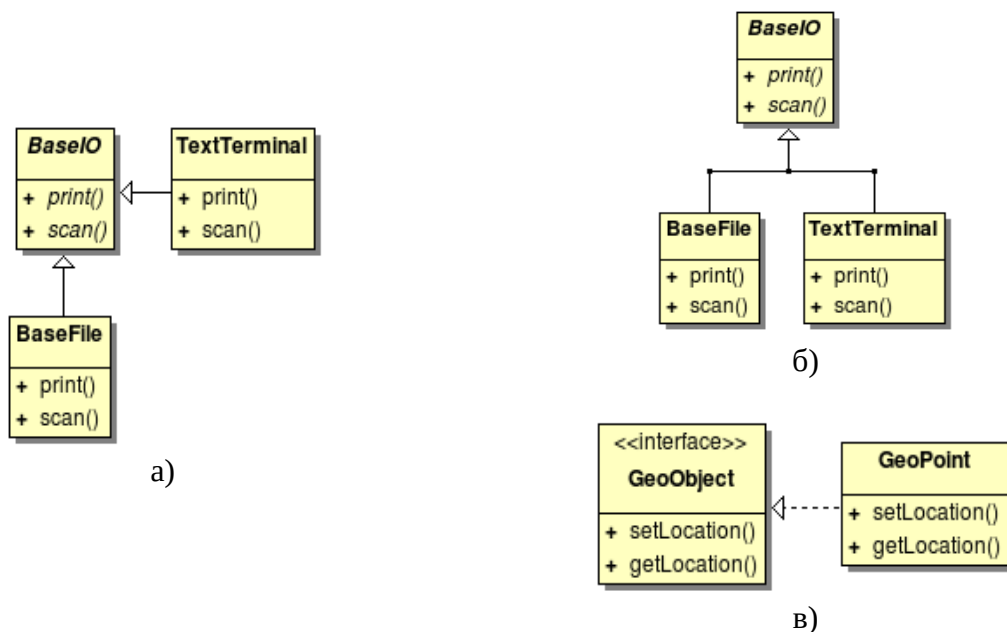 BaseIO
+ print()
+ scan()
TextTerminal
+ print()
+ scan()
BaseFile
+ print()
+ scan()
а)
BaseIO
+ print()
+ scan()
BaseFile
+ print()
+ scan()
TextTerminal
+ print()
+ scan()
б)
<<interface>>
GeoObject
+ setLocation()
+ getLocation()
GeoPoint
+ setLocation()
+ getLocation()
в)